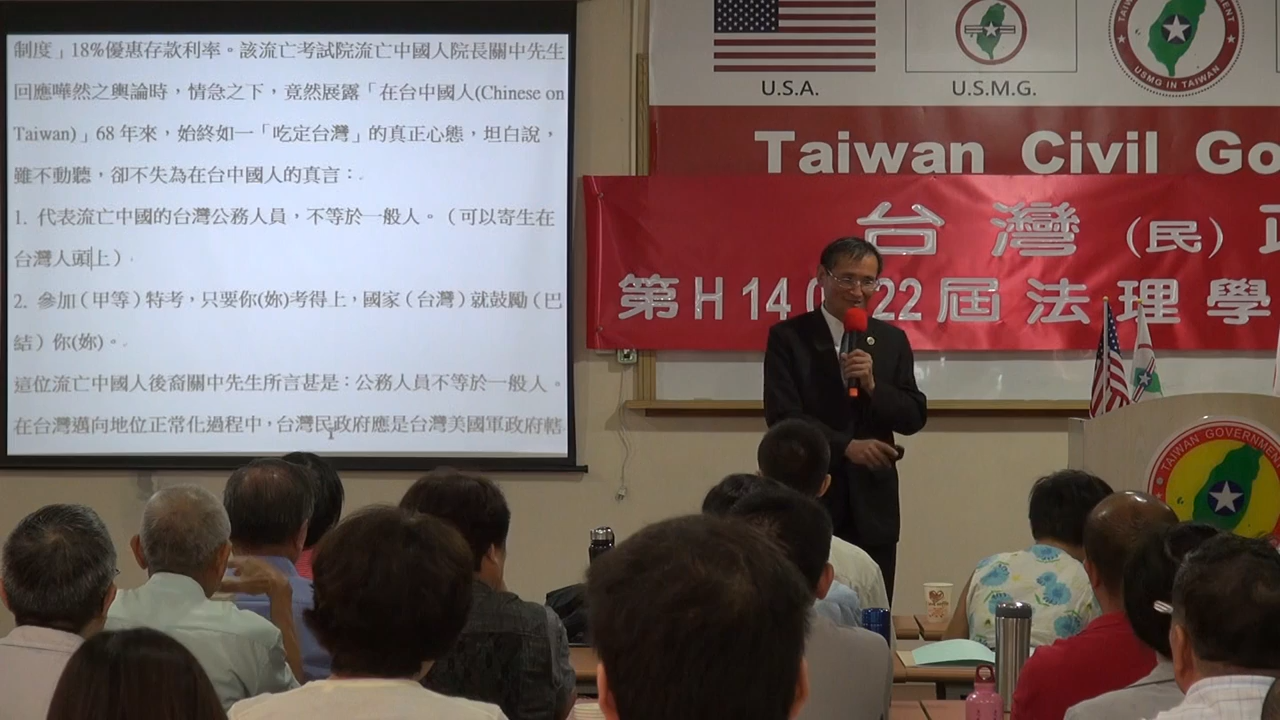 制度」18%優惠存款利率。該流亡考試院流亡中國人院長關中先生
回應嘩然之輿論時，情急之下，竟然展露「在台中國人(Chinese on
Taiwan)」68 年來，始終如一「吃定台灣」的真正心態，坦白說，
雖不動聽，卻不失為在台中國人的真言：
1. 代表流亡中國的台灣公務人員，不等於一般人。（可以寄生在
台灣人頭上）
2. 參加（甲等）特考，只要你(妳)考得上，國家（台灣）就鼓勵（巴
結）你(妳)。
這位流亡中國人後裔關中先生所言甚是：公務人員不等於一般人。
在台灣邁向地位正常化過程中，台灣民政府應是台灣美國軍政府轄
U.S.A.
U.S.M.G.
TAIWAN GOVERNMENT
USMG IN TAIWAN
Taiwan Civil Go
台灣(民)
第H14 22屆法理學
TAIWAN GOVERNMENT